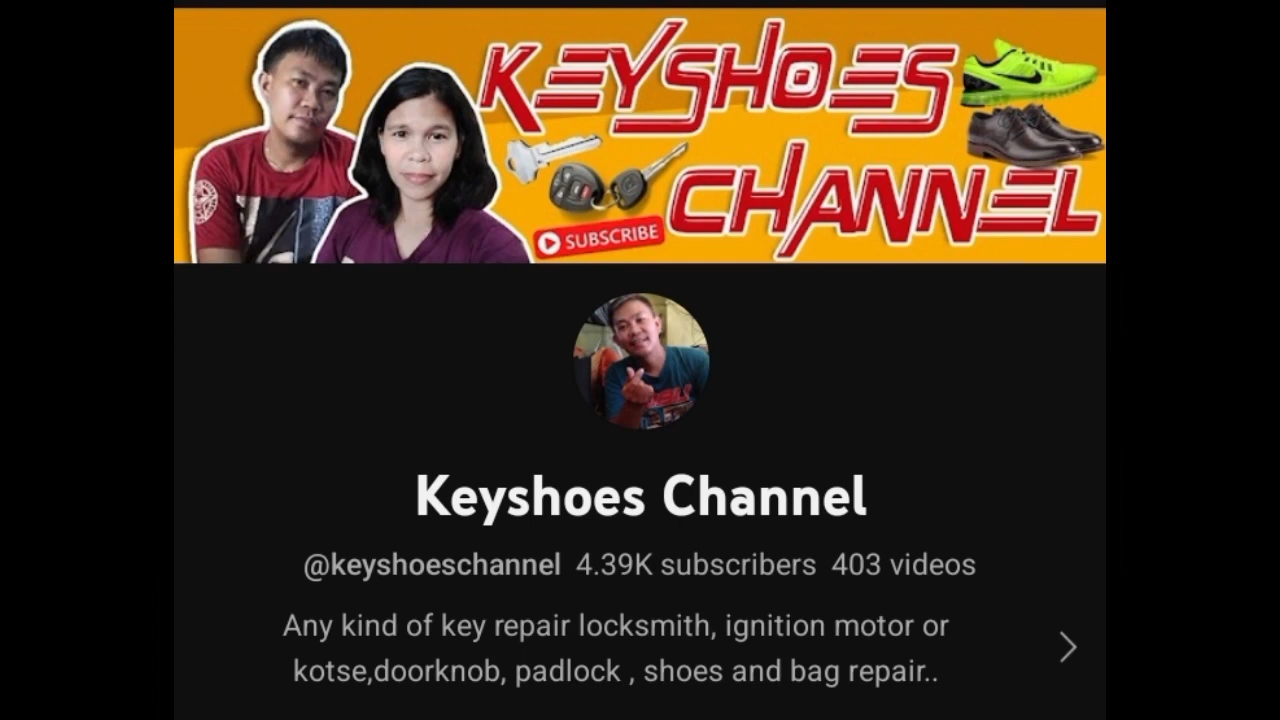 KEYSHOES
CHANNEL
SUBSCRIBE
Keyshoes Channel
@keyshoeschannel 4.39K subscribers 403 videos
Any kind of key repair locksmith, ignition motor or
kotse,doorknob, padlock , shoes and bag repair..